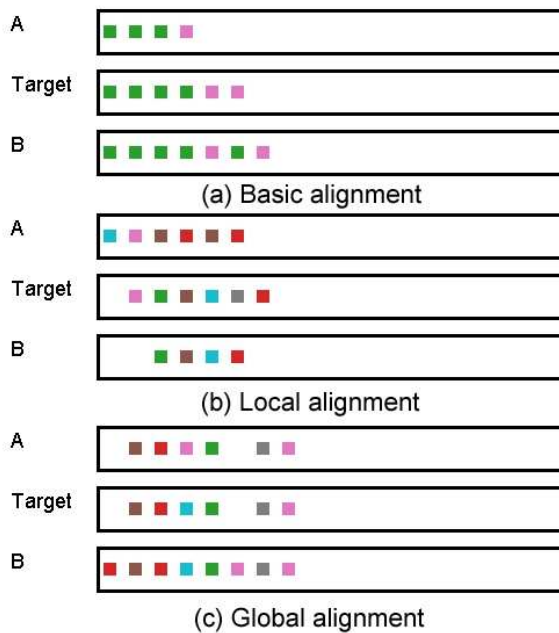 A
Target
B
(a) Basic alignment
A
Target
B
(b) Local alignment
A
Target
B
(c) Global alignment